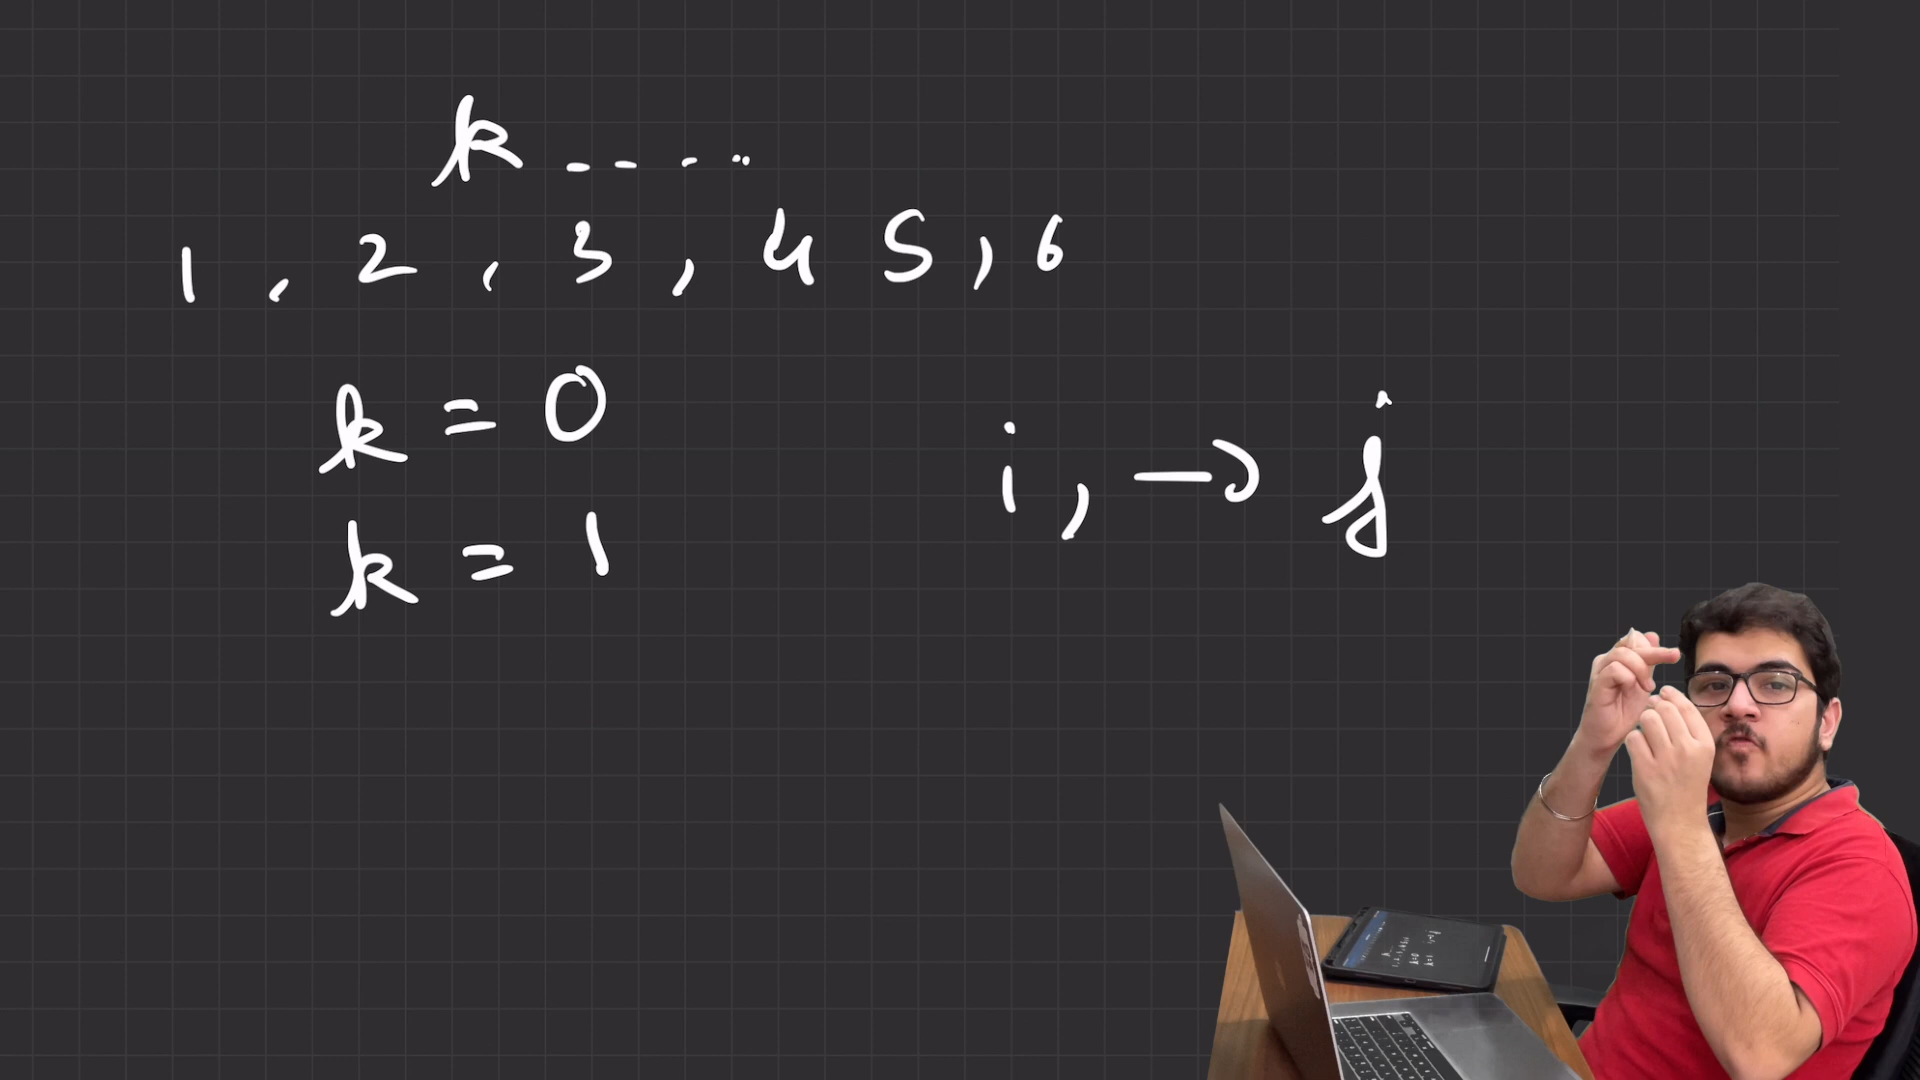 k - - - ..
1 , 2 , 3 , 4 5 , 6
k = 0
k = 1
i , → j